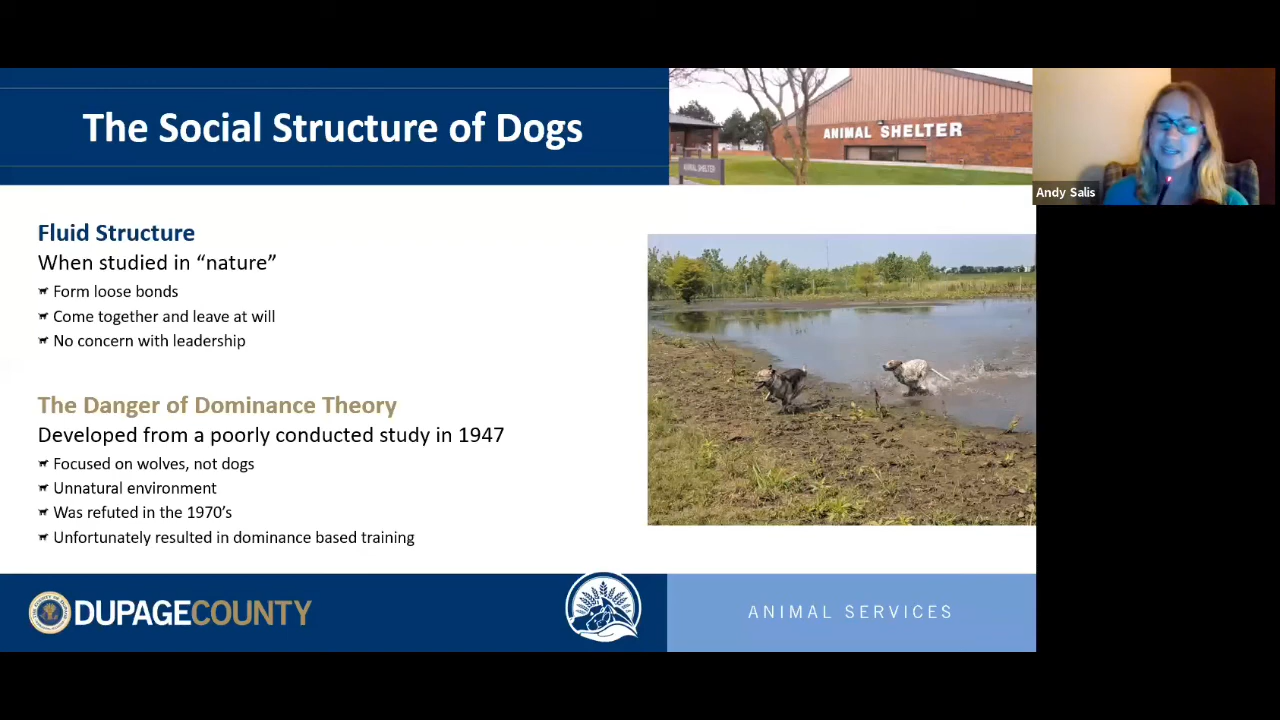 The Social Structure of Dogs
ANIMAL SHELTER
ANIMAL SHELTER
Andy Salis
Fluid Structure
When studied in “nature”
Form loose bonds
Come together and leave at will
No concern with leadership
The Danger of Dominance Theory
Developed from a poorly conducted study in 1947
Focused on wolves, not dogs
Unnatural environment
Was refuted in the 1970’s
Unfortunately resulted in dominance based training
DUPAGECOUNTY
ANIMAL SERVICES